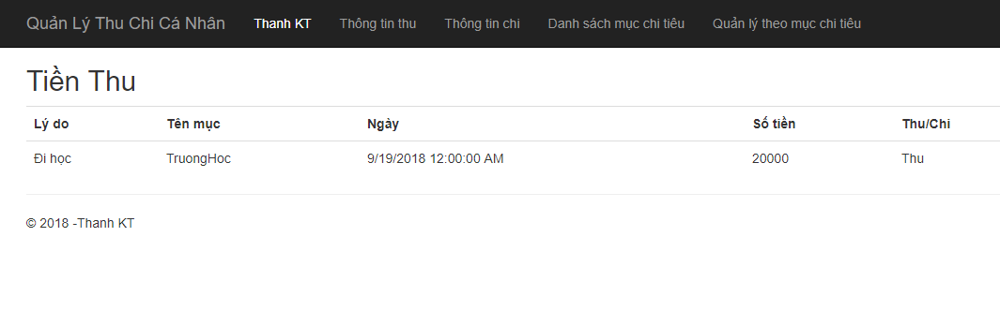 Quản Lý Thu Chi Cá Nhân Thanh KT Thông tin thu Thông tin chi Danh sách mục chi tiêu Quản lý theo mục chi tiêu
Tiền Thu
Lý do Tên mục Ngày Số tiền Thu/Chi
Đi học TruongHoc 9/19/2018 12:00:00 AM 20000 Thu
© 2018 -Thanh KT